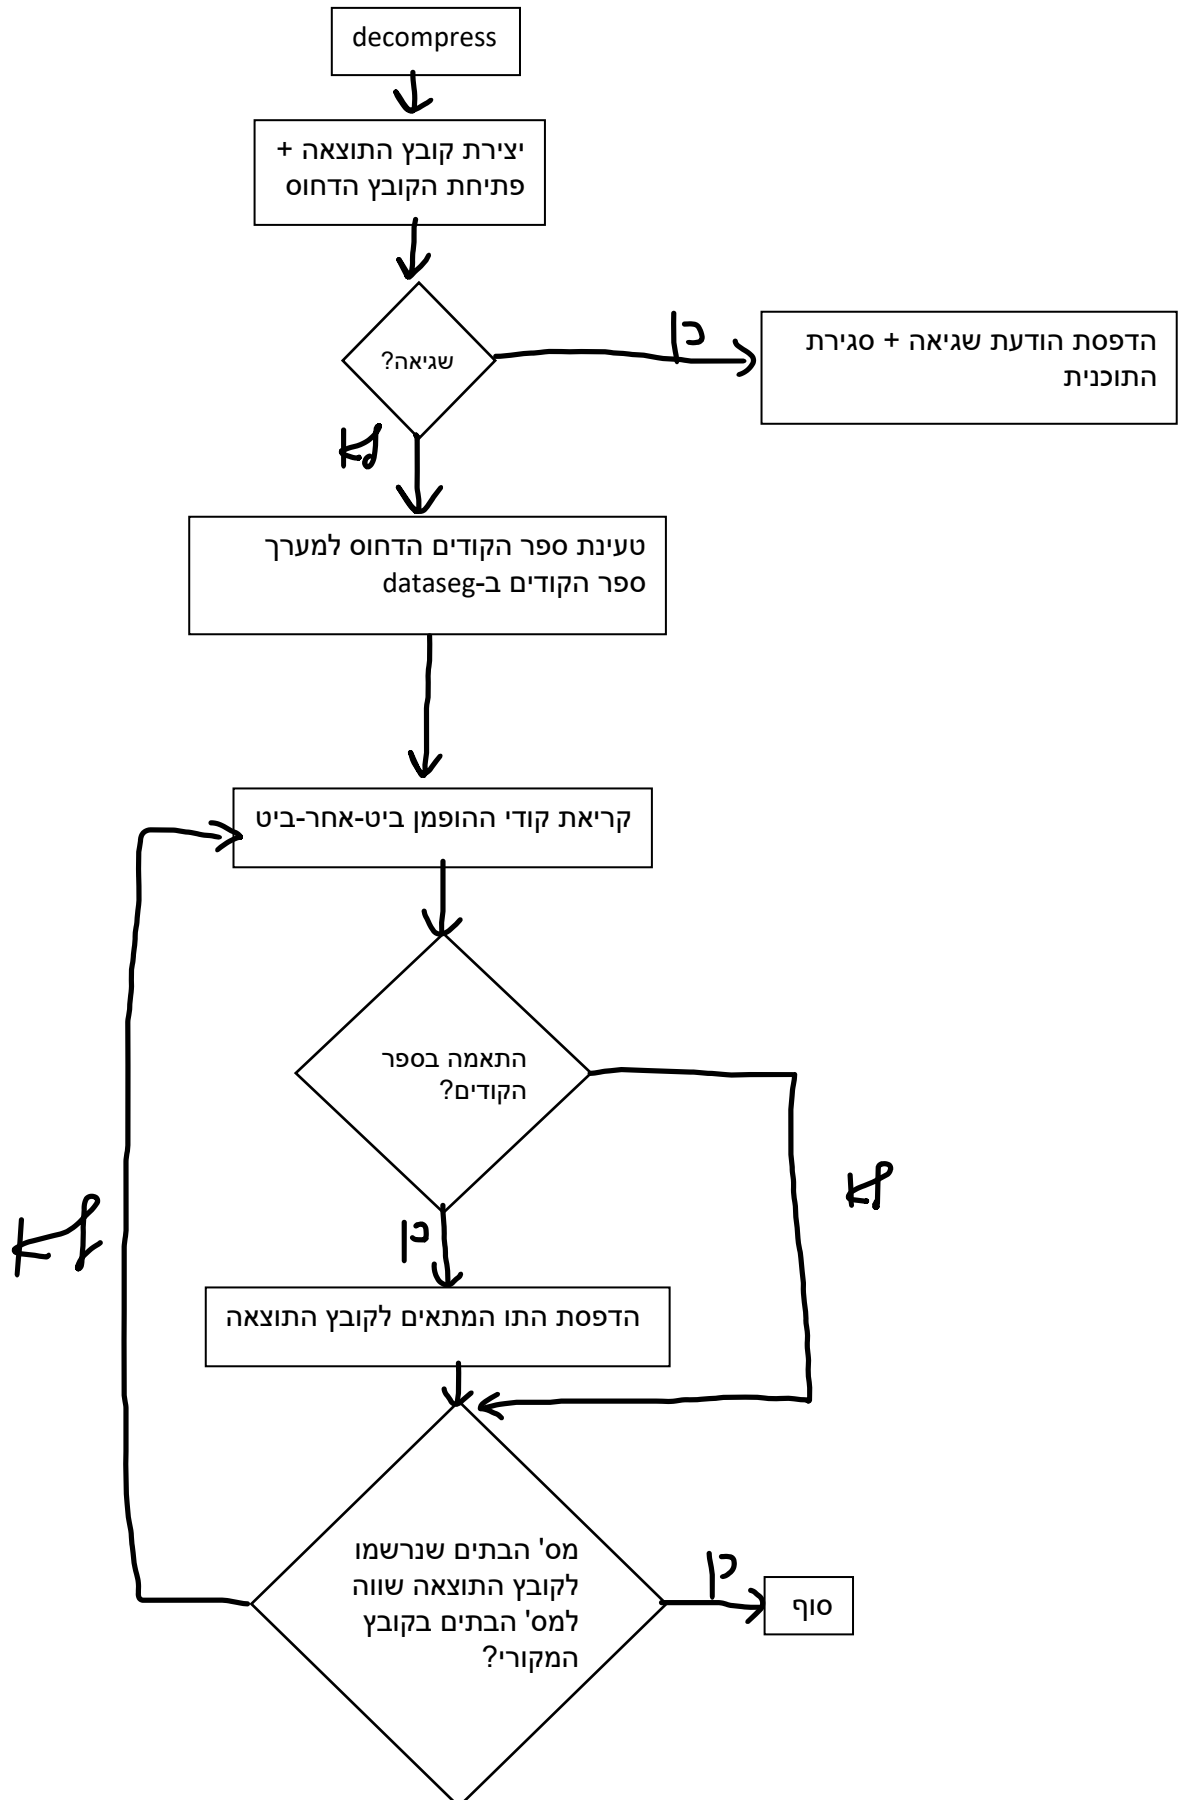 decompress
יצירת קובץ התוצאה +
פתיחת הקובץ הדחוס
שגיאה?
כן
הדפסת הודעת שגיאה + סגירת
התוכנית
לא
טעינת ספר הקודים הדחוס למערך
ספר הקודים ב-dataseg
קריאת קודי ההופמן ביט-אחר-ביט
התאמה בספר
הקודים?
לא
כן
לא
הדפסת התו המתאים לקובץ התוצאה
מס' הבתים שנרשמו
לקובץ התוצאה שווה
למס' הבתים בקובץ
המקורי?
כן
סוף